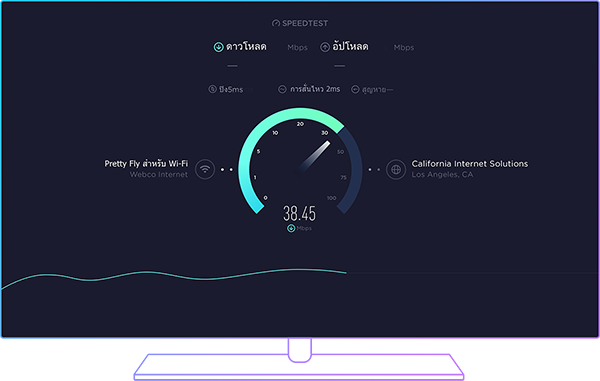 SPEEDTEST
ดาวโหลด Mbps อัปโหลด Mbps
— —
ปิง5ms การสั่นไหว 2ms สูญหาย—
0
1
5
10
20
30
50
75
100
Pretty Fly สำหรับ Wi-Fi
Webco Internet
California Internet Solutions
Los Angeles, CA
38.45
Mbps